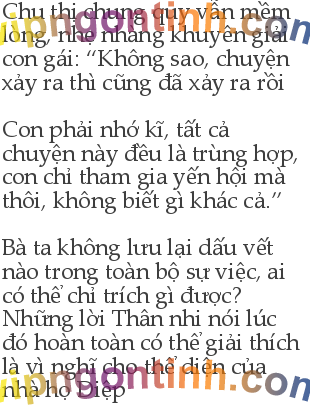 Chu thị chung quy vẫn mềm
lòng, nhẹ nhàng khuyên giải
con gái: “Không sao, chuyện
xảy ra thì cũng đã xảy ra rồi
Con phải nhớ kĩ, tất cả
chuyện này đều là trùng hợp,
con chỉ tham gia yến hội mà
thôi, không biết gì khác cả.”
Bà ta không lưu lại dấu vết
nào trong toàn bộ sự việc, ai
có thể chỉ trích gì được?
Những lời Thân nhi nói lúc
đó hoàn toàn có thể giải thích
là vì nghĩ cho thể diện của
nhà họ Diệp
vipngontinh.com
vipngontinh.com